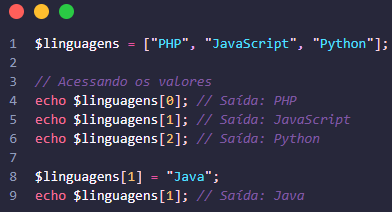 1 $linguagens = ["PHP", "JavaScript", "Python"];
2
3 // Acessando os valores
4 echo $linguagens[0]; // Saída: PHP
5 echo $linguagens[1]; // Saída: JavaScript
6 echo $linguagens[2]; // Saída: Python
7
8 $linguagens[1] = "Java";
9 echo $linguagens[1]; // Saída: Java